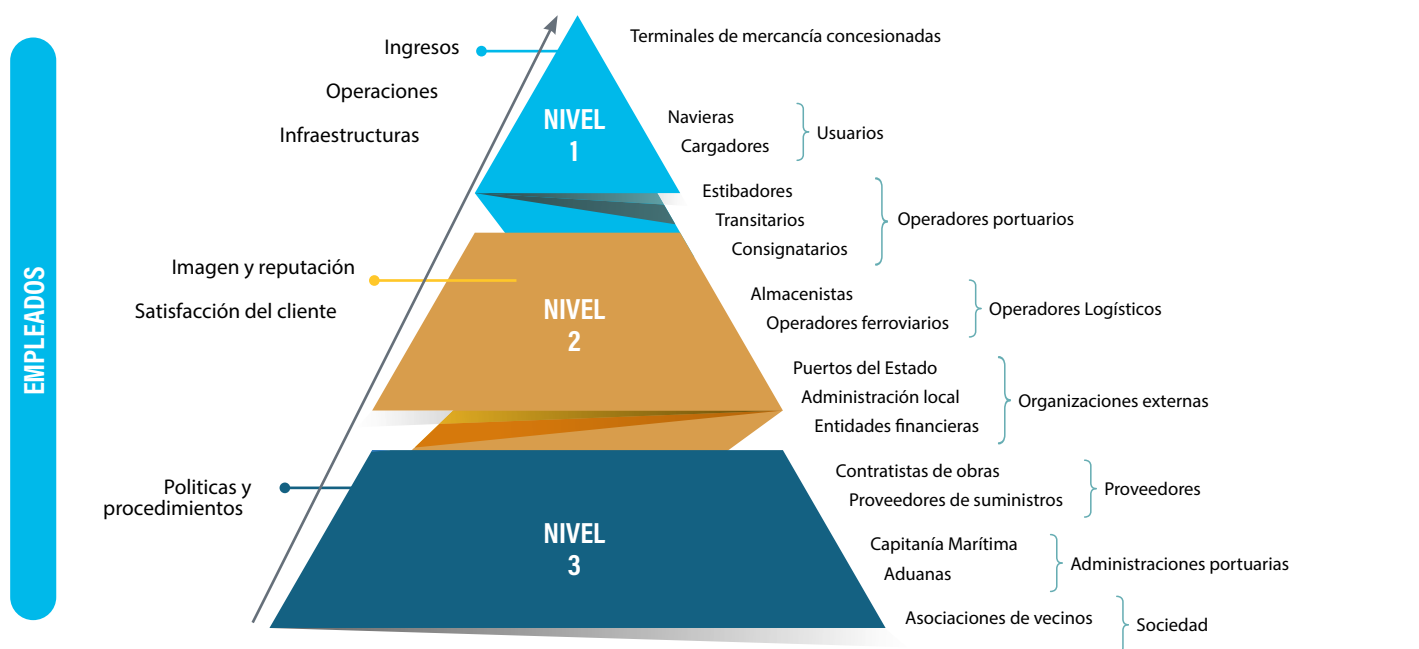 EMPLEADOS
Ingresos
Operaciones
Infraestructuras
Imagen y reputación
Satisfacción del cliente
Politicas y
procedimientos
NIVEL
1
NIVEL
2
NIVEL
3
Terminales de mercancía concesionadas
Navieras
Cargadores
Usuarios
Estibadores
Transitarios
Consignatarios
Operadores portuarios
Almacenistas
Operadores ferroviarios
Operadores Logísticos
Puertos del Estado
Administración local
Entidades financieras
Organizaciones externas
Contratistas de obras
Proveedores de suministros
Proveedores
Capitanía Marítima
Aduanas
Administraciones portuarias
Asociaciones de vecinos
Sociedad